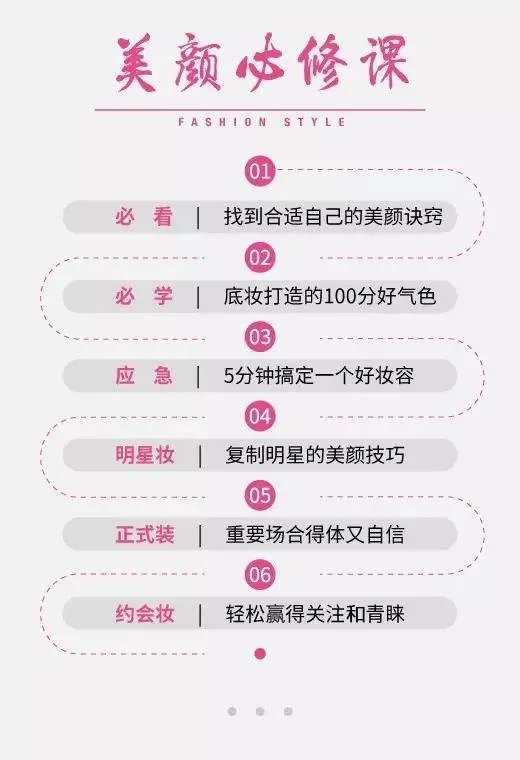 美颜必修课
FASHION STYLE
01
必 看 | 找到合适自己的美颜诀窍
02
必 学 | 底妆打造的100分好气色
03
应 急 | 5分钟搞定一个好妆容
04
明星妆 | 复制明星的美颜技巧
05
正式装 | 重要场合得体又自信
06
约会妆 | 轻松赢得关注和青睐